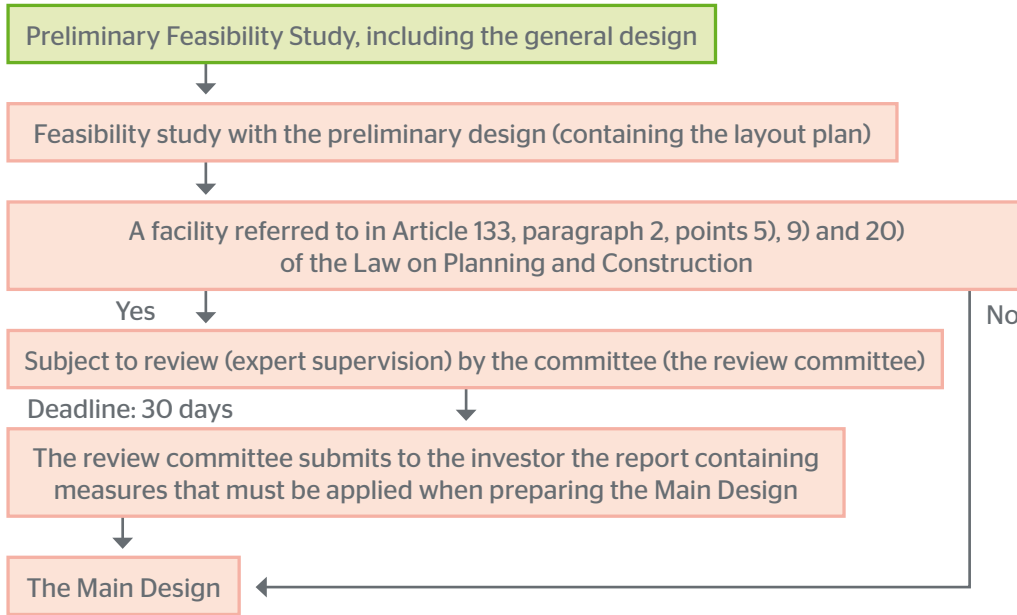 Preliminary Feasibility Study, including the general design
Feasibility study with the preliminary design (containing the layout plan)
A facility referred to in Article 133, paragraph 2, points 5), 9) and 20)
of the Law on Planning and Construction
Yes
No
Subject to review (expert supervision) by the committee (the review committee)
Deadline: 30 days
The review committee submits to the investor the report containing
measures that must be applied when preparing the Main Design
The Main Design